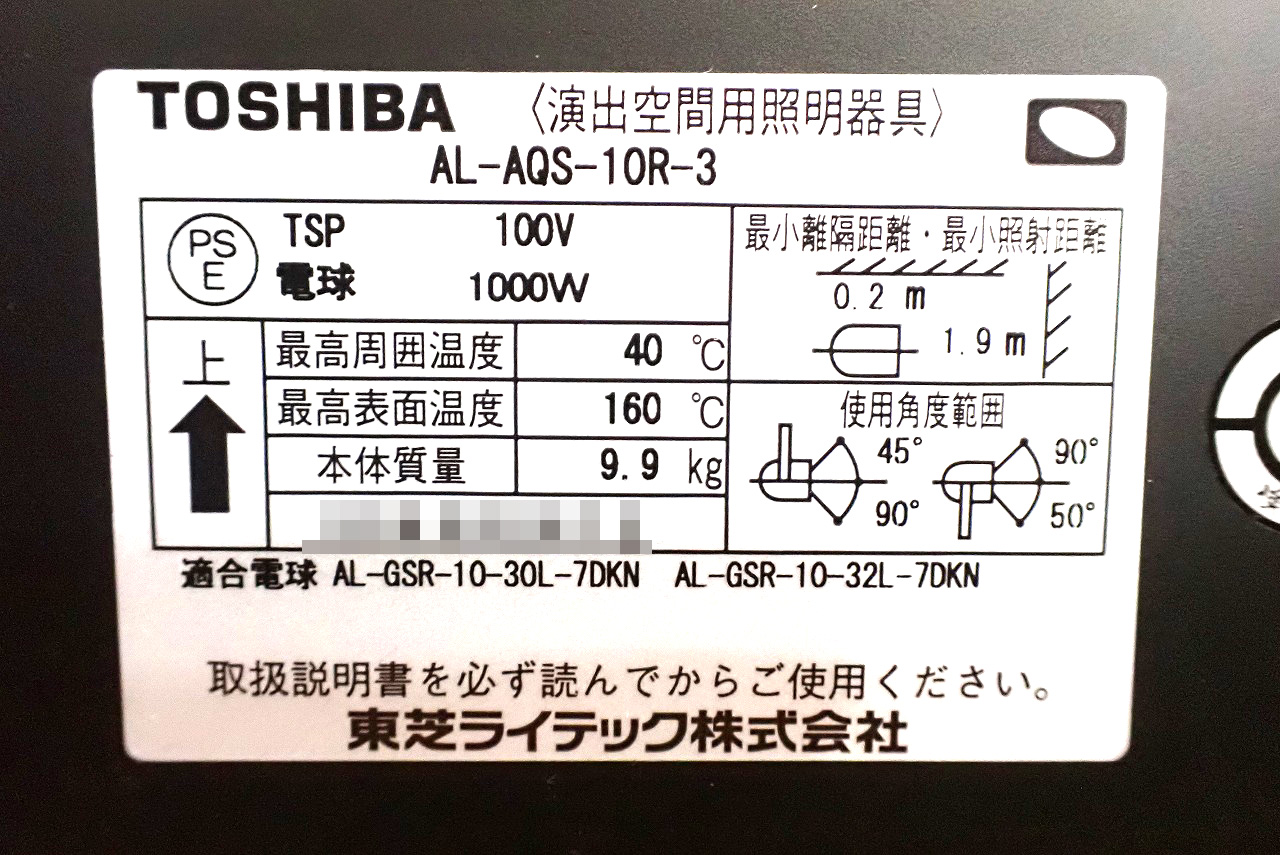 TOSHIBA 〈演出空間用照明器具〉
AL-AQS-10R-3
PS
E
TSP 100V
電球 1000W
最小離隔距離・最小照射距離
0.2 m
1.9 m
上
最高周囲温度 40 ℃
最高表面温度 160 ℃
本体質量 9.9 kg
使用角度範囲
45° 90°
90° 50°
適合電球 AL-GSR-10-30L-7DKN AL-GSR-10-32L-7DKN
取扱説明書を必ず読んでからご使用ください。
東芝ライテック株式会社